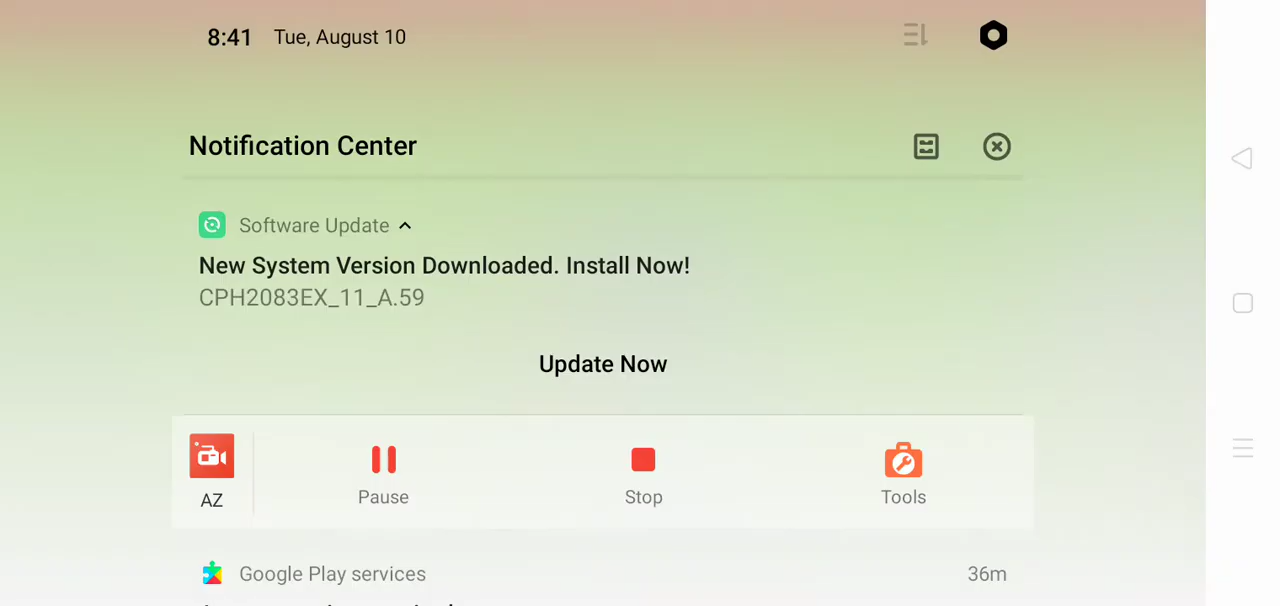 8:41 Tue, August 10
Notification Center
Software Update
New System Version Downloaded. Install Now!
CPH2083EX_11_A.59
Update Now
AZ Pause Stop Tools
Google Play services 36m